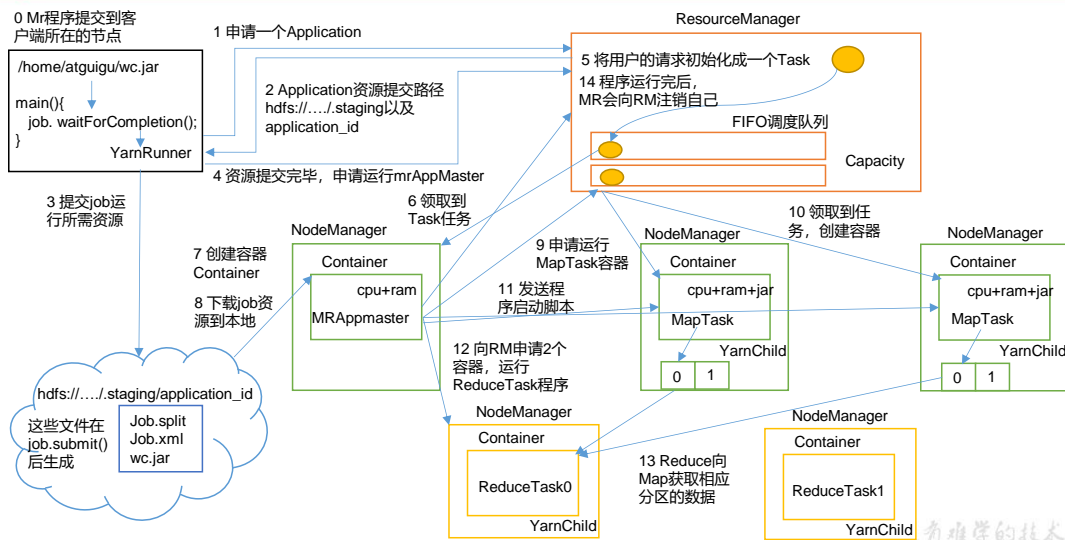 0 Mr程序提交到客
户端所在的节点
/home/atguigu/wc.jar
main(){
job. waitForCompletion();
}
YarnRunner
1 申请一个Application
2 Application资源提交路径
hdfs://…./.staging以及
application_id
3 提交job运
行所需资源
4 资源提交完毕，申请运行mrAppMaster
ResourceManager
5 将用户的请求初始化成一个Task
14 程序运行完后，
MR会向RM注销自己
FIFO调度队列
Capacity
6 领取到
Task任务
7 创建容器
Container
8 下载job资
源到本地
NodeManager
Container
cpu+ram
MRAppmaster
9 申请运行
MapTask容器
10 领取到任
务，创建容器
11 发送程
序启动脚本
NodeManager
Container
cpu+ram+jar
MapTask
YarnChild
0
1
NodeManager
Container
cpu+ram+jar
MapTask
YarnChild
0
1
12 向RM申请2个
容器，运行
ReduceTask程序
hdfs://…./.staging/application_id
这些文件在
job.submit()
后生成
Job.split
Job.xml
wc.jar
NodeManager
Container
ReduceTask0
YarnChild
13 Reduce向
Map获取相应
分区的数据
NodeManager
Container
ReduceTask1
YarnChild
有难学的技术